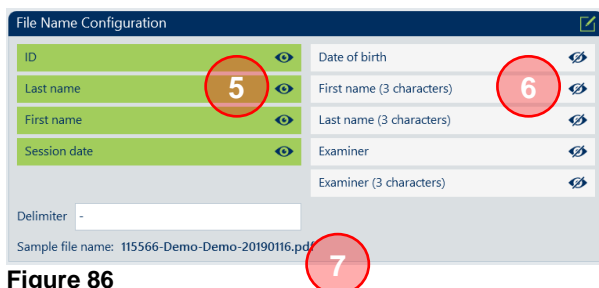 File Name Configuration
ID
Last name
First name
Session date
5
Date of birth
First name (3 characters)
Last name (3 characters)
Examiner
Examiner (3 characters)
6
Delimiter -
Sample file name: 115566-Demo-Demo-20190116.pdf
7
Figure 86